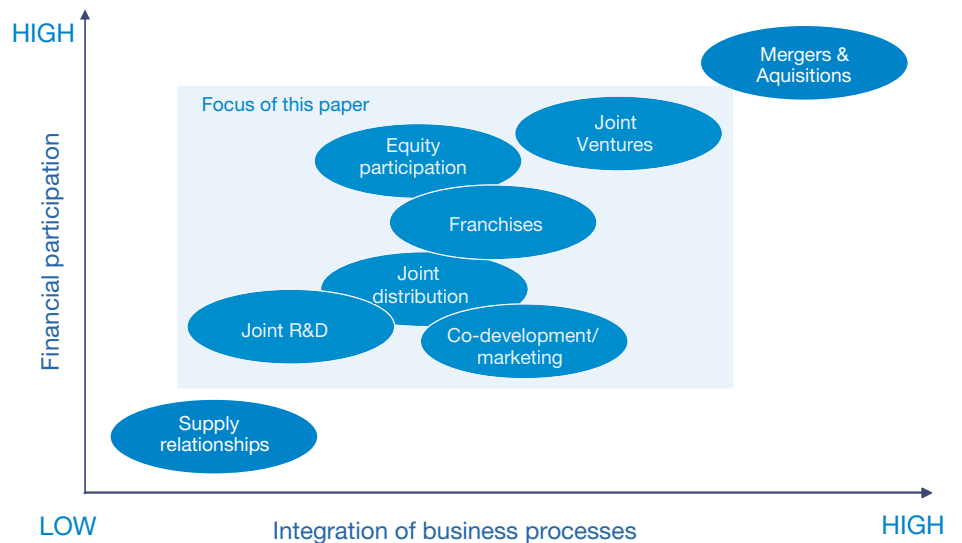 HIGH
Mergers &
Aquisitions
Focus of this paper
Joint
Ventures
Equity
participation
Franchises
Joint
distribution
Joint R&D
Co-development/
marketing
Supply
relationships
Financial participation
LOW
Integration of business processes
HIGH